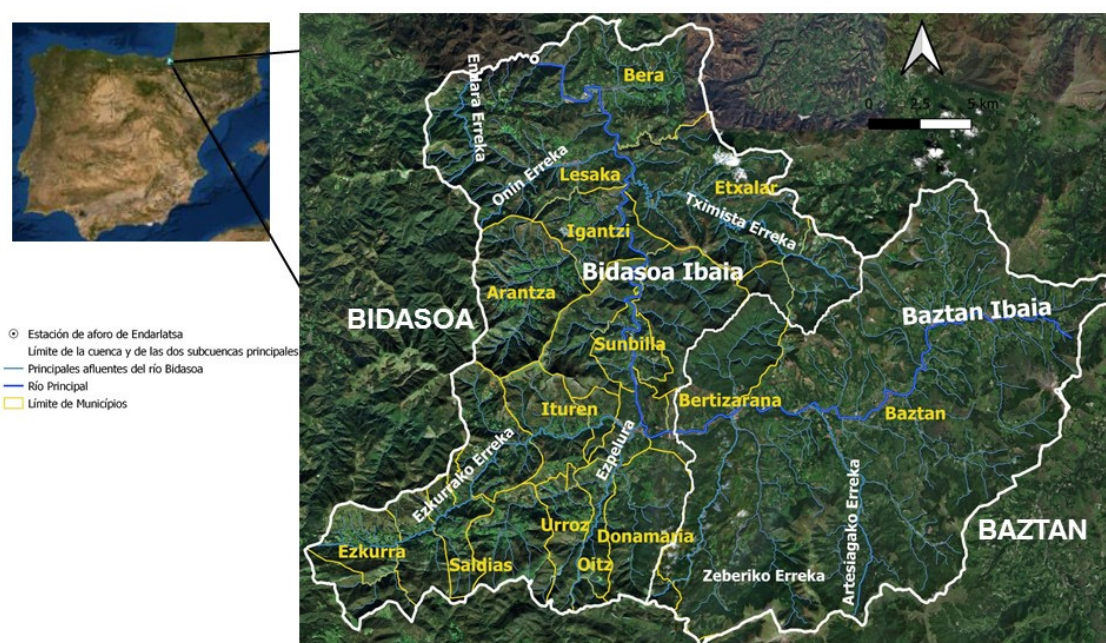 Bera
Endara Erreka
0 2.5 5 km
Lesaka
Onin Erreka
Etxalar
Tximista Erreka
Igantzi
Bidasoa Ibaia
Arantza
BIDASOA
Baztan Ibaia
Sunbilla
Bertizarana
Baztan
Ituren
Ezpelura
Ezkurrako Erreka
Urroz
Donamaria
Ezkurra
Saldias
Oitz
Zeberiko Erreka
Artesiagako Erreka
BAZTAN
Estación de aforo de Endarlatsa
Límite de la cuenca y de las dos subcuencas principales
Principales afluentes del río Bidasoa
Río Principal
Límite de Municípios